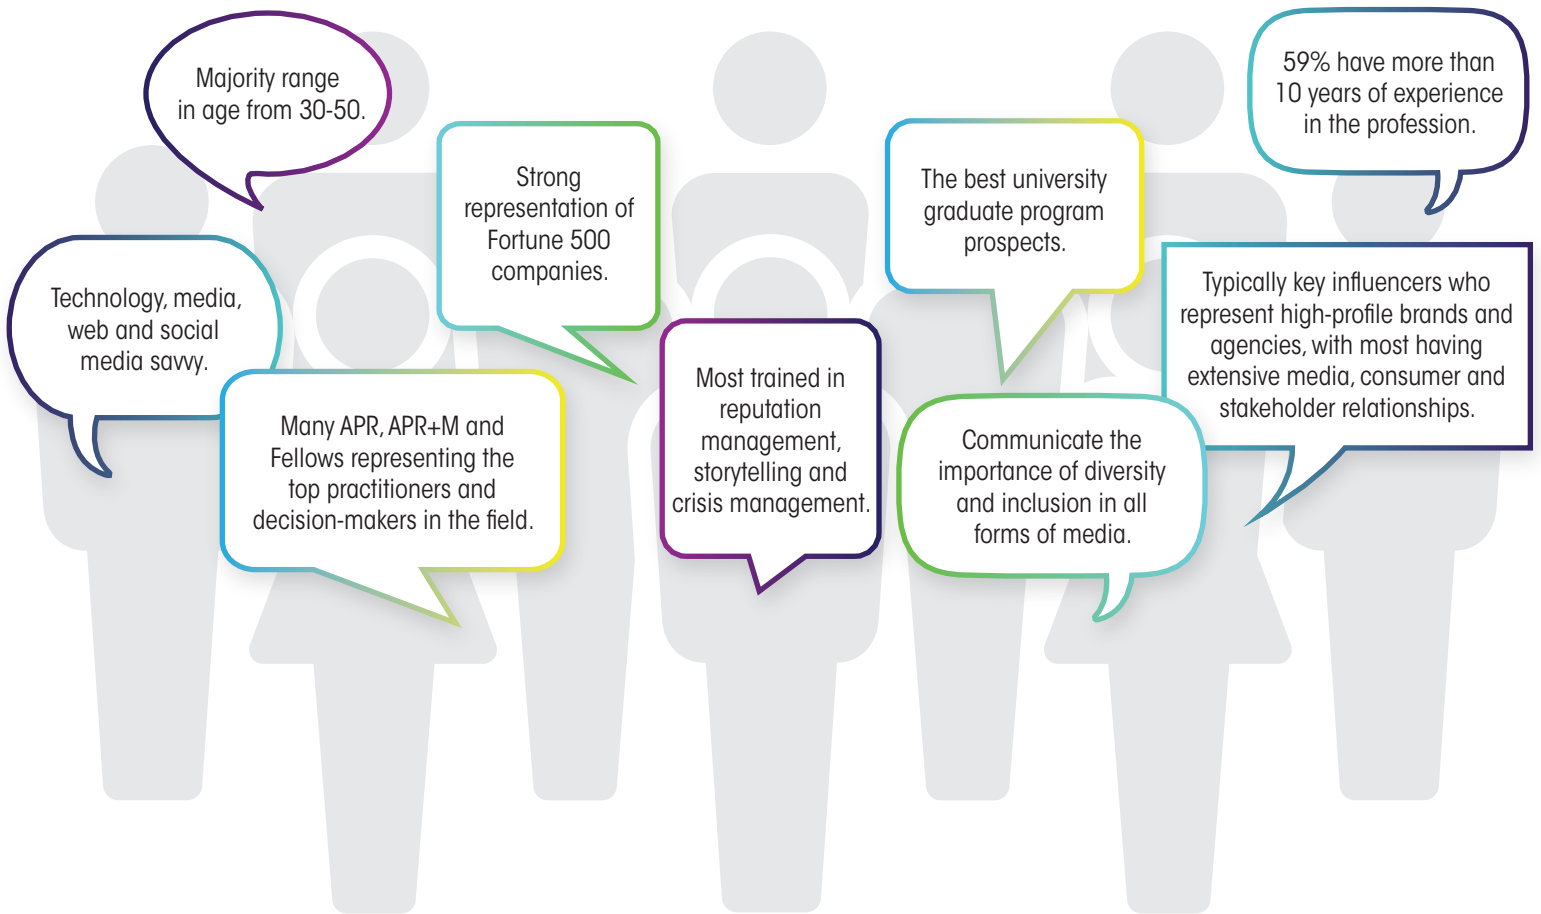 Majority range
in age from 30-50.
59% have more than
10 years of experience
in the profession.
Strong
representation of
Fortune 500
companies.
The best university
graduate program
prospects.
Technology, media,
web and social
media savvy.
Typically key influencers who
represent high-profile brands and
agencies, with most having
extensive media, consumer and
stakeholder relationships.
Many APR, APR+M and
Fellows representing the
top practitioners and
decision-makers in the field.
Most trained in
reputation
management,
storytelling and
crisis management.
Communicate the
importance of diversity
and inclusion in all
forms of media.